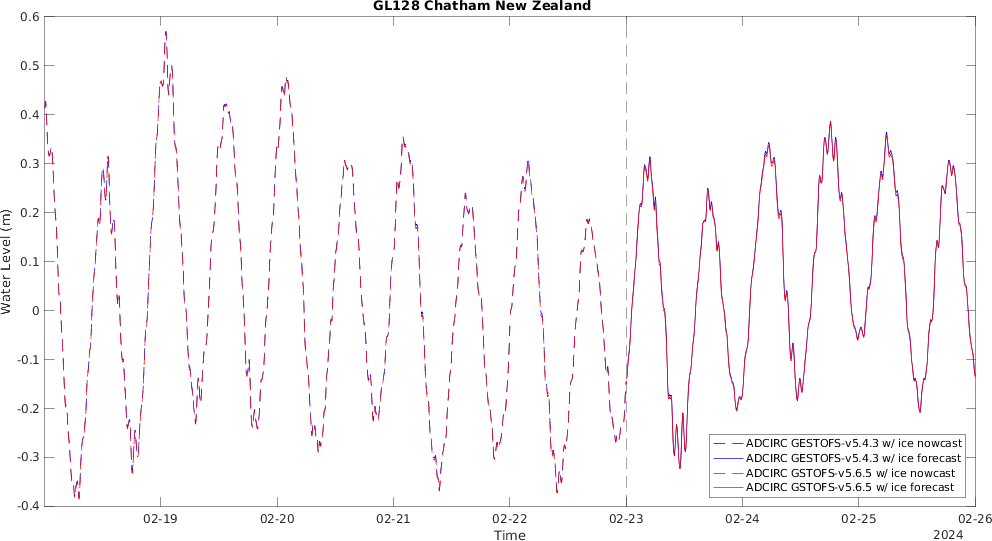 GL128 Chatham New Zealand
0.6
0.5
0.4
0.3
0.2
0.1
0
-0.1
-0.2
-0.3
-0.4
Water Level (m)
ADCIRC GESTOFS-v5.4.3 w/ ice nowcast
ADCIRC GESTOFS-v5.4.3 w/ ice forecast
ADCIRC GSTOFS-v5.6.5 w/ ice nowcast
ADCIRC GSTOFS-v5.6.5 w/ ice forecast
02-19 02-20 02-21 02-22 02-23 02-24 02-25 02-26
Time
2024